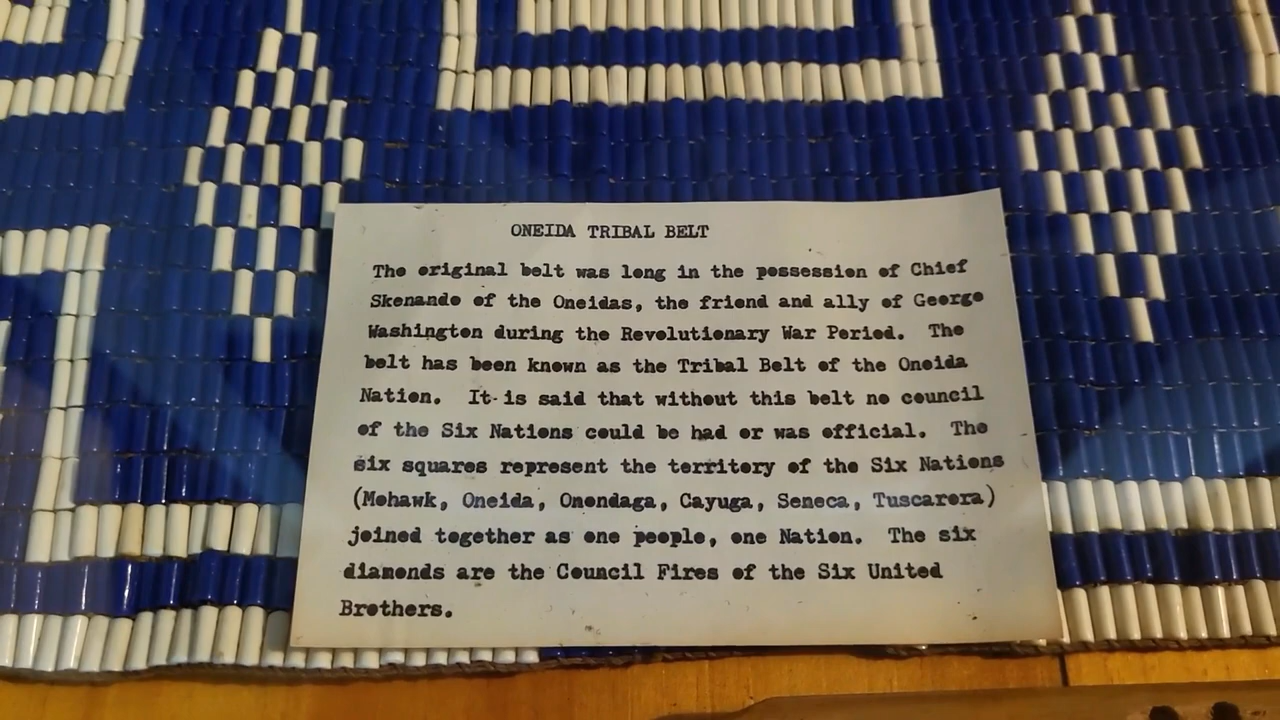 ONEIDA TRIBAL BELT
The original belt was long in the possession of Chief
Skenando of the Oneidas, the friend and ally of George
Washington during the Revolutionary War Period. The
belt has been known as the Tribal Belt of the Oneida
Nation. It is said that without this belt no council
of the Six Nations could be had or was official. The
six squares represent the territory of the Six Nations
(Mohawk, Oneida, Onondaga, Cayuga, Seneca, Tuscarora)
joined together as one people, one Nation. The six
diamonds are the Council Fires of the Six United
Brothers.